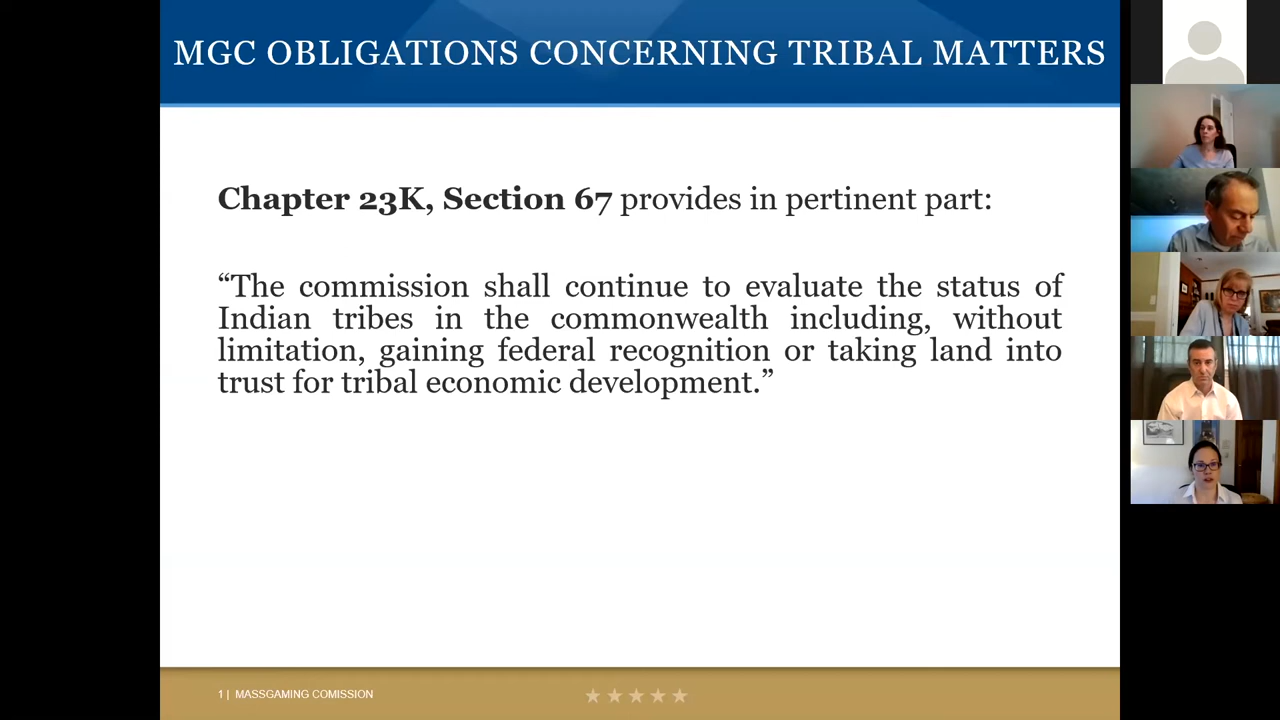 MGC OBLIGATIONS CONCERNING TRIBAL MATTERS
Chapter 23K, Section 67 provides in pertinent part:
“The commission shall continue to evaluate the status of
Indian tribes in the commonwealth including, without
limitation, gaining federal recognition or taking land into
trust for tribal economic development.”
1 | MASSGAMING COMISSION